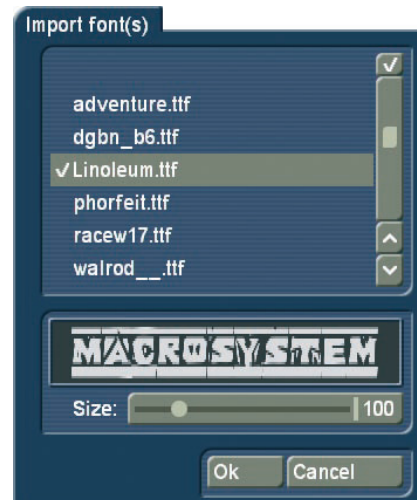 Import font(s)
adventure.ttf
dgbn_b6.ttf
✓Linoleum.ttf
phorfeit.ttf
racew17.ttf
walrod__.ttf
MACROSYSTEM
Size: 100
Ok Cancel